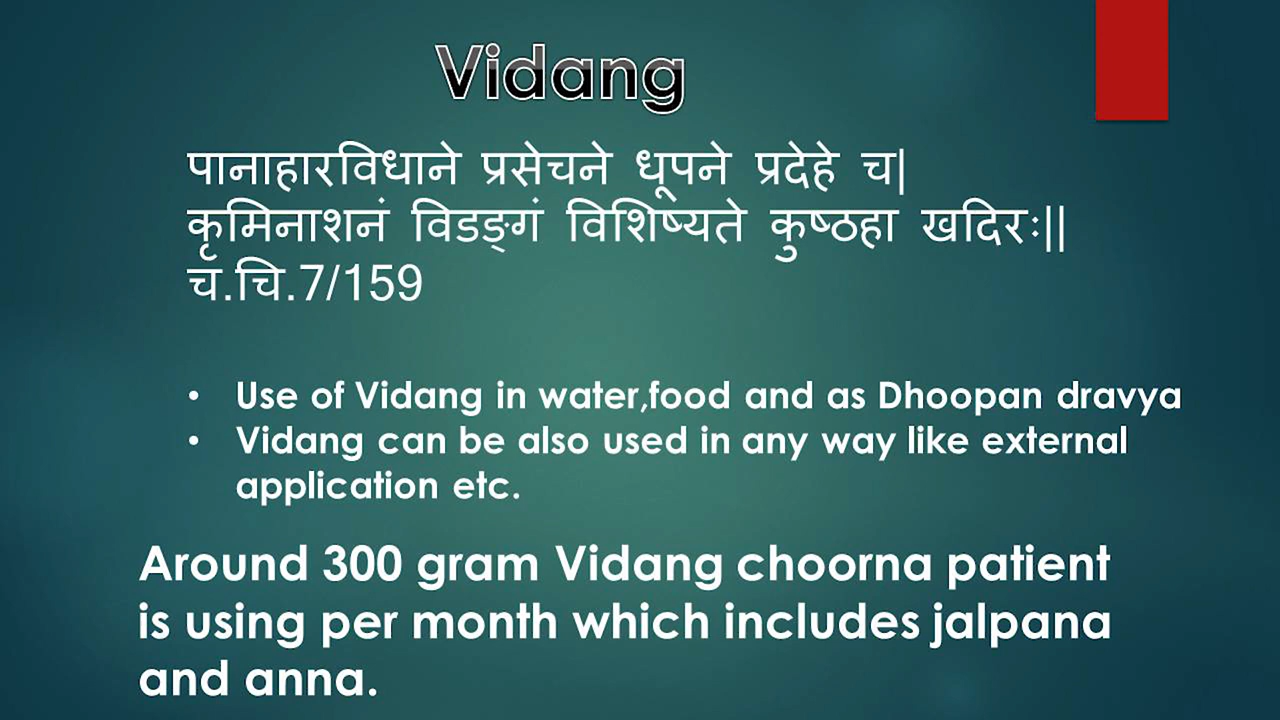 Vidang
पानाहारविधाने प्रसेचने धूपने प्रदेहे च|
कृमिनाशनं विडङ्गं विशिष्यते कुष्ठहा खदिरः||
च.चि.7/159
• Use of Vidang in water,food and as Dhoopan dravya
• Vidang can be also used in any way like external
application etc.
Around 300 gram Vidang choorna patient
is using per month which includes jalpana
and anna.